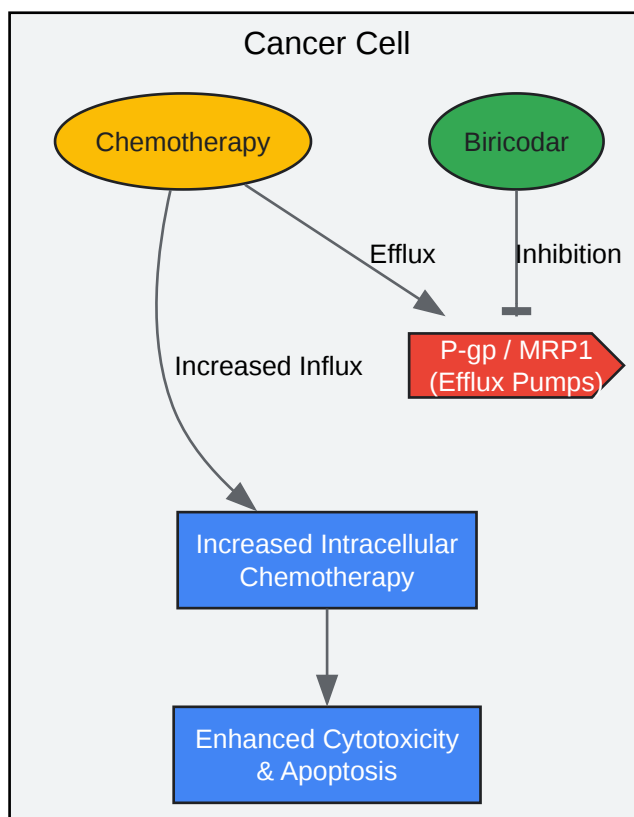 Cancer Cell
Chemotherapy
Biricodar
Efflux
Inhibition
P-gp / MRP1
(Efflux Pumps)
Increased Influx
Increased Intracellular
Chemotherapy
Enhanced Cytotoxicity
& Apoptosis